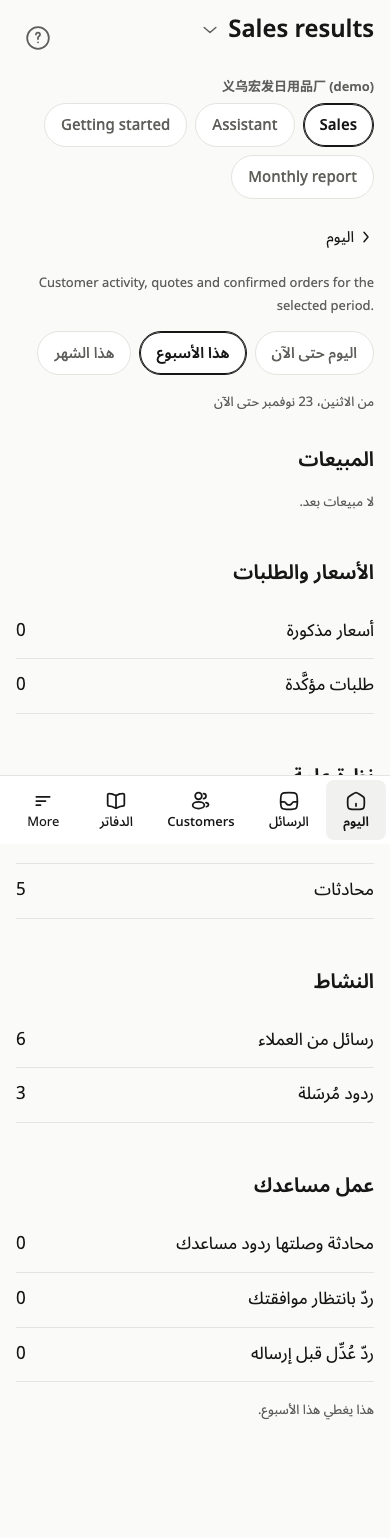 Sales results
义乌宏发日用品厂 (demo)
Sales
Assistant
Getting started
Monthly report
اليوم
Customer activity, quotes and confirmed orders for the
selected period.
اليوم حتى الآن
هذا الأسبوع
هذا الشهر
من الاثنين، 23 نوفمبر حتى الآن
المبيعات
لا مبيعات بعد.
الأسعار والطلبات
أسعار مذكورة 0
طلبات مؤكَّدة 0
اليوم
الرسائل
Customers
الدفاتر
More
محادثات 5
النشاط
رسائل من العملاء 6
ردود مُرسَلة 3
عمل مساعدك
محادثة وصلتها ردود مساعدك 0
ردّ بانتظار موافقتك 0
ردّ عُدِّل قبل إرساله 0
هذا يغطي هذا الأسبوع.